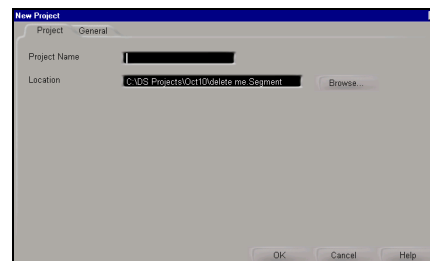 New Project
Project General
Project Name
Location C:\DS Projects\Oct10\delete me.Segment Browse...
OK Cancel Help